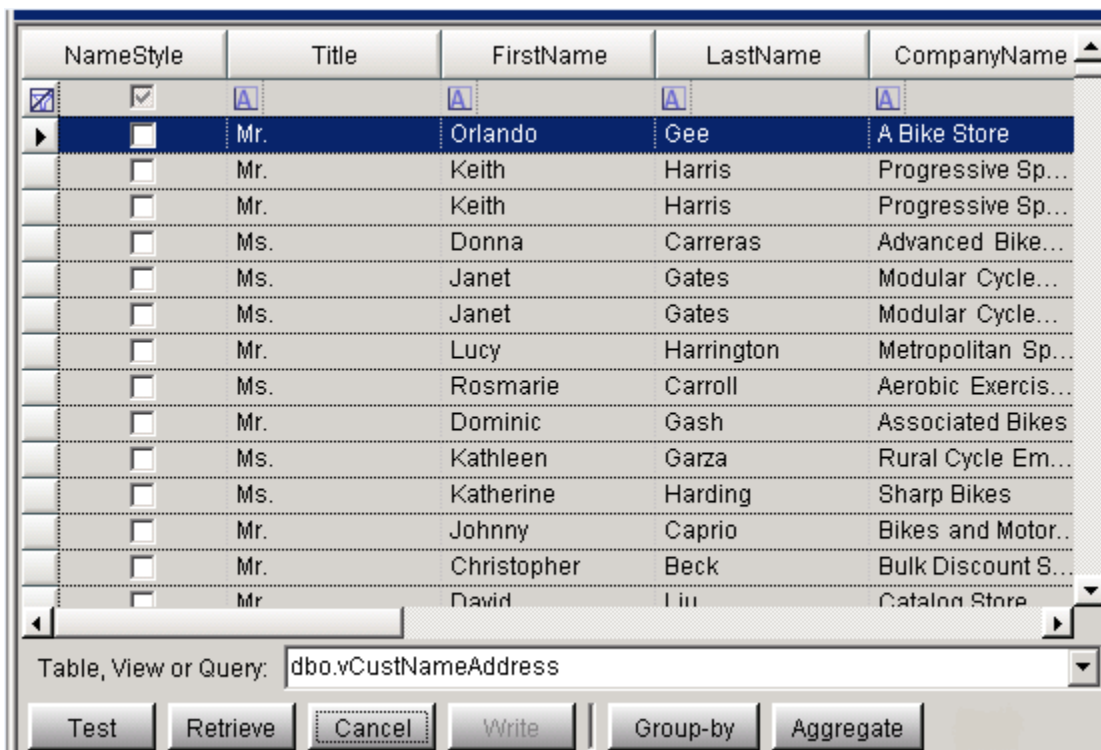 NameStyle Title FirstName LastName CompanyName
A A A A
Mr. Orlando Gee A Bike Store
Mr. Keith Harris Progressive Sp...
Mr. Keith Harris Progressive Sp...
Ms. Donna Carreras Advanced Bike...
Ms. Janet Gates Modular Cycle...
Ms. Janet Gates Modular Cycle...
Mr. Lucy Harrington Metropolitan Sp...
Ms. Rosmarie Carroll Aerobic Exercis...
Mr. Dominic Gash Associated Bikes
Ms. Kathleen Garza Rural Cycle Em...
Ms. Katherine Harding Sharp Bikes
Mr. Johnny Caprio Bikes and Motor...
Mr. Christopher Beck Bulk Discount S...
Mr. David Liu Catalog Store
Table, View or Query: dbo.vCustNameAddress
Test Retrieve Cancel Write Group-by Aggregate